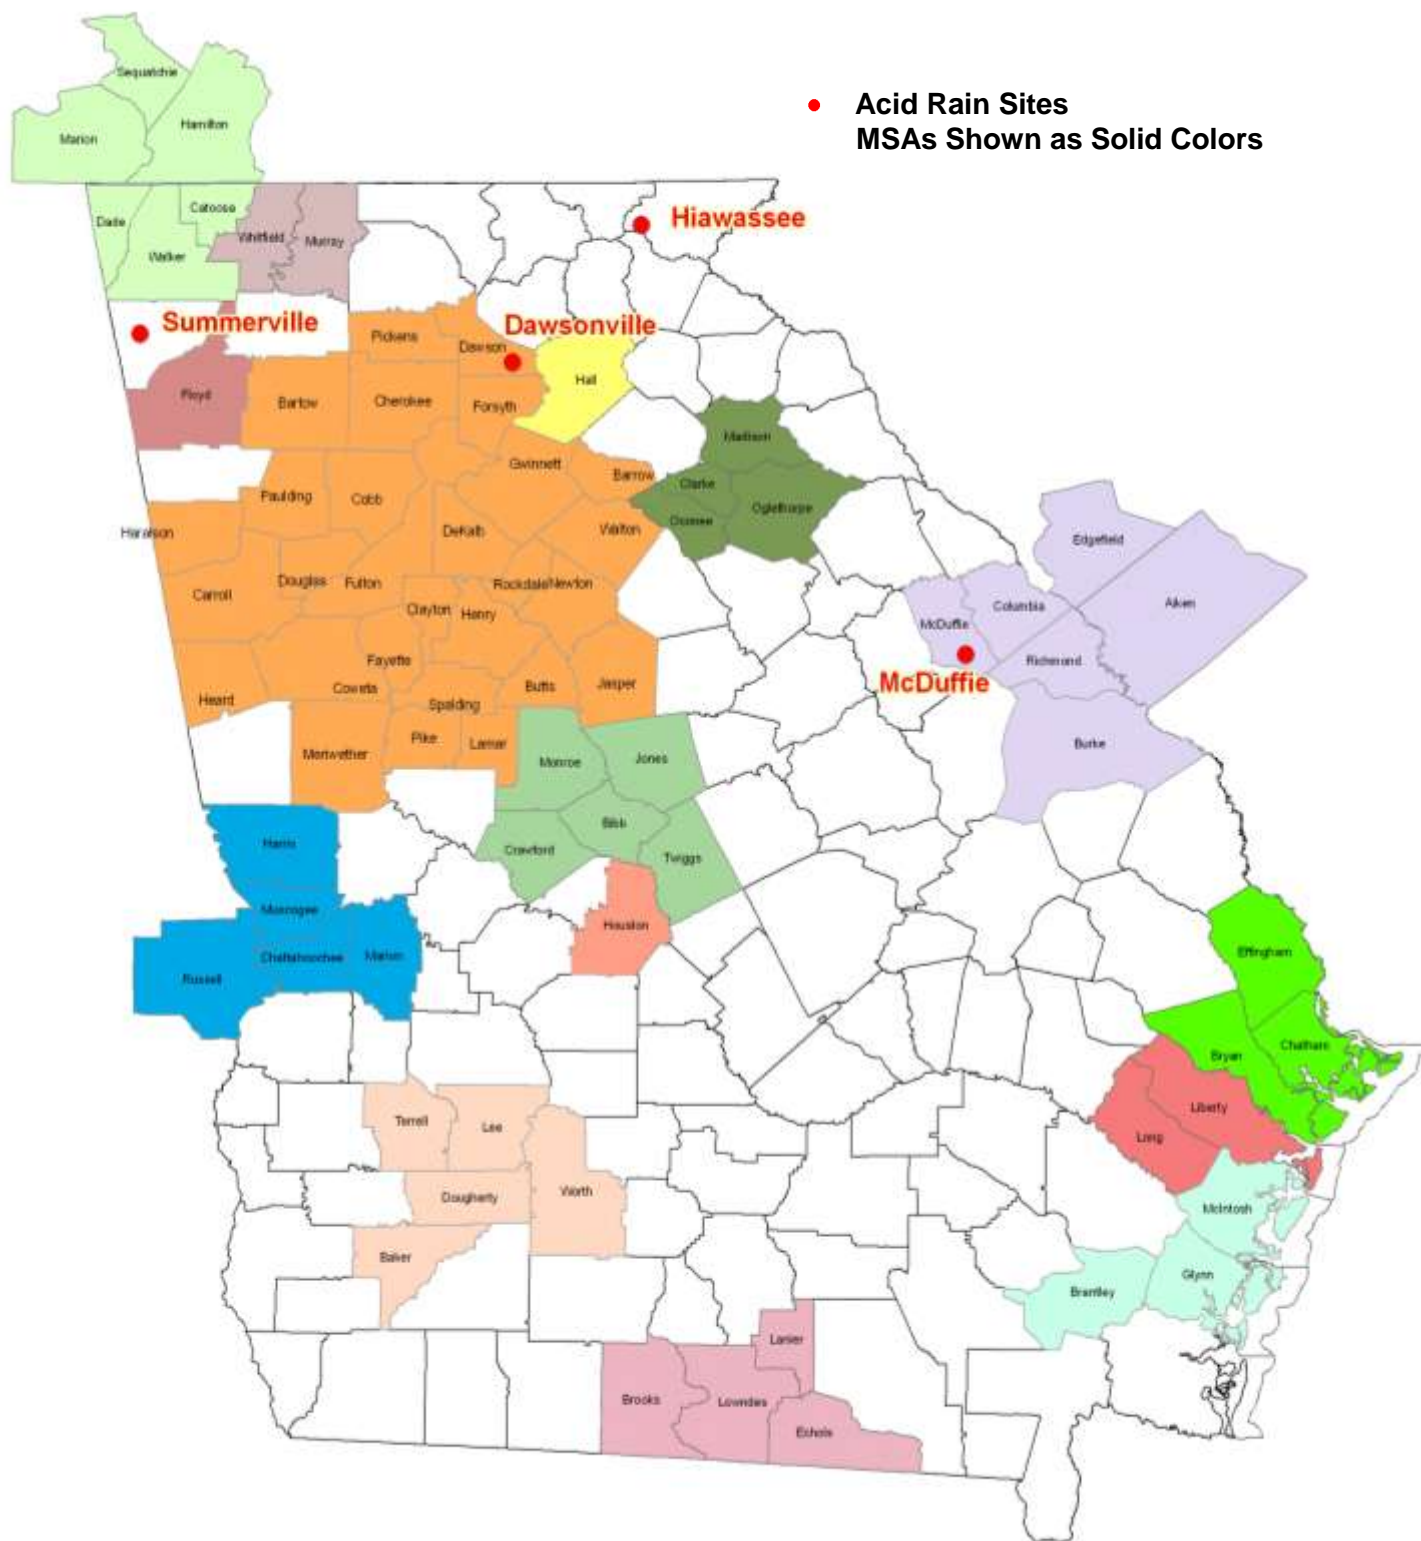 Acid Rain Sites
MSAs Shown as Solid Colors
Sequatchie
Marion
Hamilton
Dade
Catoosa
Walker
Whitfield
Murray
Hiawassee
Summerville
Dawsonville
Pickens
Dawson
Hall
Floyd
Bartow
Cherokee
Forsyth
Madison
Gwinnett
Barrow
Clarke
Oglethorpe
Oconee
Paulding
Cobb
DeKalb
Walton
Haralson
Edgefield
Carroll
Douglas
Fulton
Rockdale
Newton
Clayton
Henry
McDuffie
Columbia
Aiken
Richmond
McDuffie
Fayette
Heard
Coweta
Spalding
Butts
Jasper
Meriwether
Pike
Lamar
Monroe
Jones
Burke
Harris
Bibb
Crawford
Twiggs
Muscogee
Houston
Russell
Chattahoochee
Marion
Effingham
Bryan
Chatham
Terrell
Lee
Liberty
Long
Dougherty
Worth
McIntosh
Baker
Glynn
Brantley
Lanier
Brooks
Lowndes
Echols